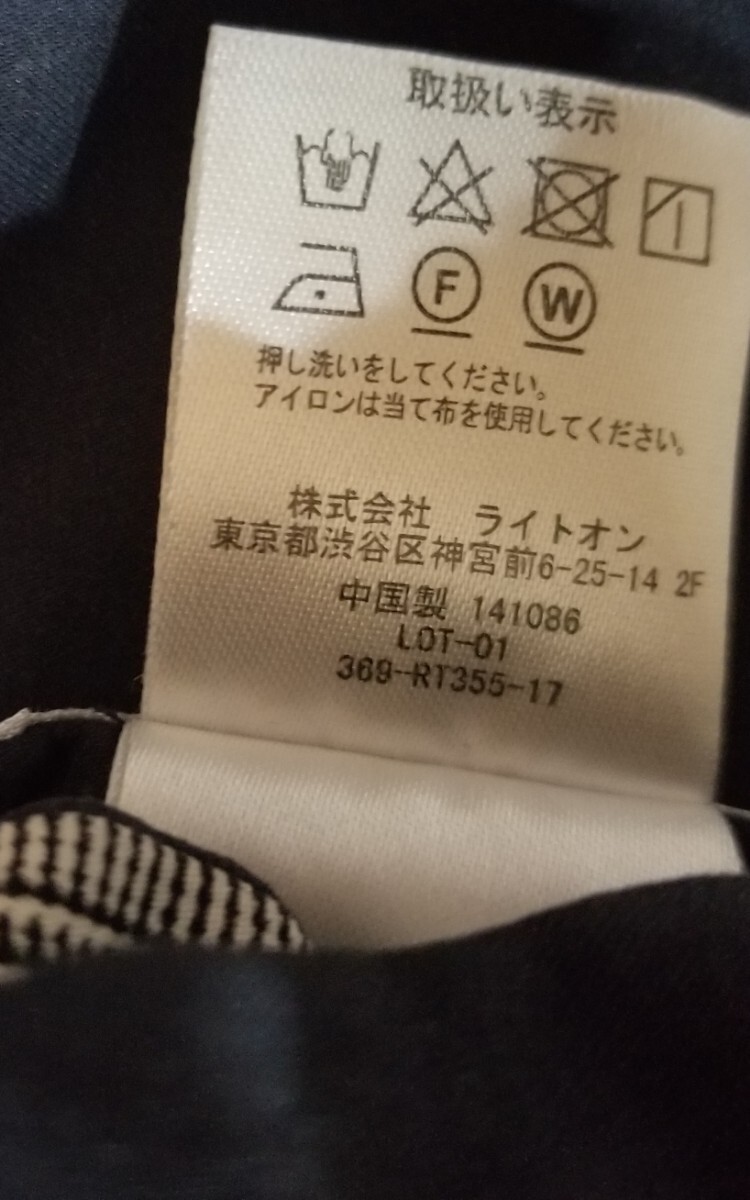 取扱い表示
F W
押し洗いをしてください。
アイロンは当て布を使用してください。
株式会社 ライトオン
東京都渋谷区神宮前6-25-14 2F
中国製 141086
LOT-01
369-RT355-17